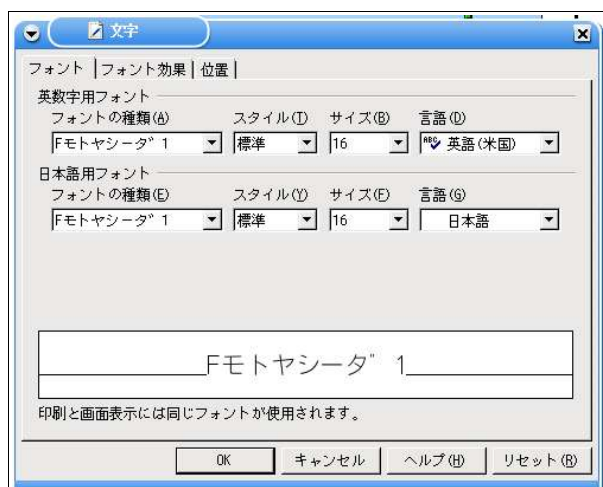 文字
フォント フォント効果 位置
英数字用フォント
フォントの種類(A) スタイル(T) サイズ(B) 言語(D)
Fモトヤシーダ 1 標準 16 ABC 英語(米国)
日本語用フォント
フォントの種類(E) スタイル(Y) サイズ(F) 言語(G)
Fモトヤシーダ 1 標準 16 日本語
Fモトヤシーダ 1
印刷と画面表示には同じフォントが使用されます。
OK キャンセル ヘルプ(H) リセット(R)